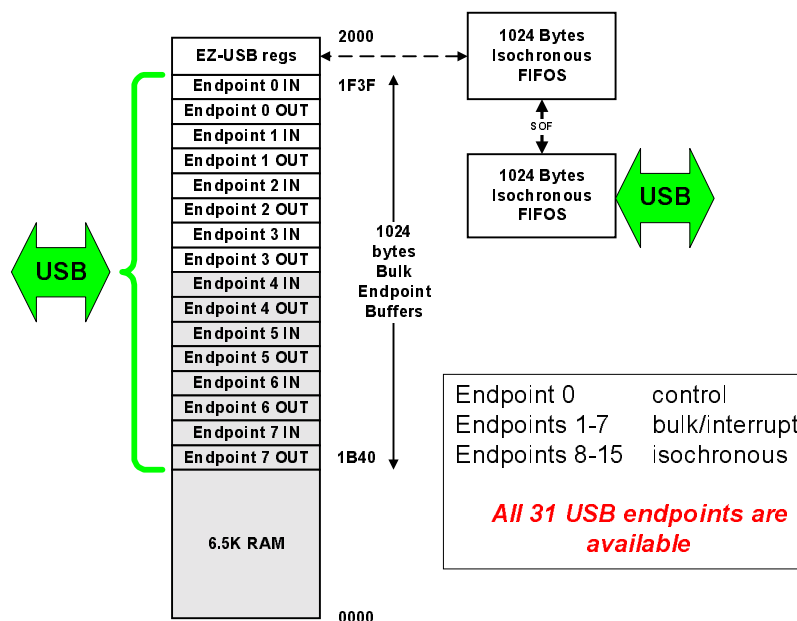 2000
EZ-USB regs
1F3F
Endpoint 0 IN
Endpoint 0 OUT
Endpoint 1 IN
Endpoint 1 OUT
Endpoint 2 IN
Endpoint 2 OUT
Endpoint 3 IN
Endpoint 3 OUT
Endpoint 4 IN
Endpoint 4 OUT
Endpoint 5 IN
Endpoint 5 OUT
Endpoint 6 IN
Endpoint 6 OUT
Endpoint 7 IN
Endpoint 7 OUT
1B40
6.5K RAM
0000
USB
1024
bytes
Bulk
Endpoint
Buffers
1024 Bytes
Isochronous
FIFOS
SOF
1024 Bytes
Isochronous
FIFOS
USB
Endpoint 0 control
Endpoints 1-7 bulk/interrupt
Endpoints 8-15 isochronous
All 31 USB endpoints are
available